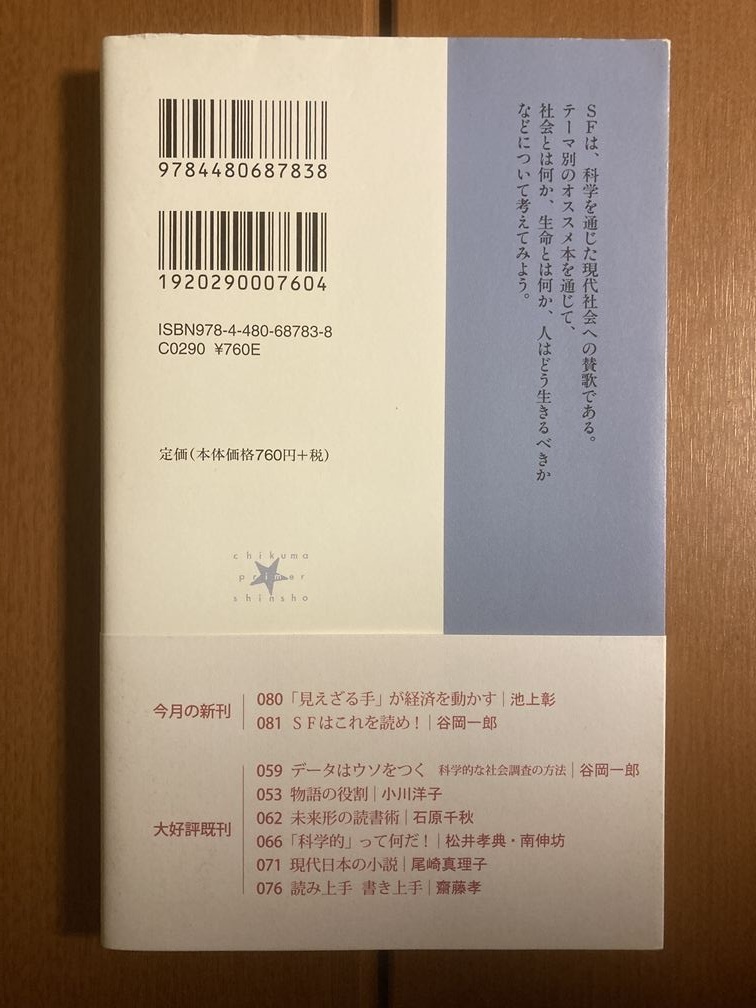 SFは、科学を通じた現代社会への賛歌である。
テーマ別のオススメ本を通じて、
社会とは何か、生命とは何か、人はどう生きるべきか
などについて考えてみよう。
9784480687838
1920290007604
ISBN978-4-480-68783-8
C0290 ¥760E
定価(本体価格760円+税)
chikuma
primer
shinsho
今月の新刊
080 「見えざる手」が経済を動かす|池上彰
081 SFはこれを読め!|谷岡一郎
大好評既刊
059 データはウソをつく 科学的な社会調査の方法|谷岡一郎
053 物語の役割|小川洋子
062 未来形の読書術|石原千秋
066 「科学的」って何だ!|松井孝典・南伸坊
071 現代日本の小説|尾崎真理子
076 読み上手 書き上手|齋藤孝